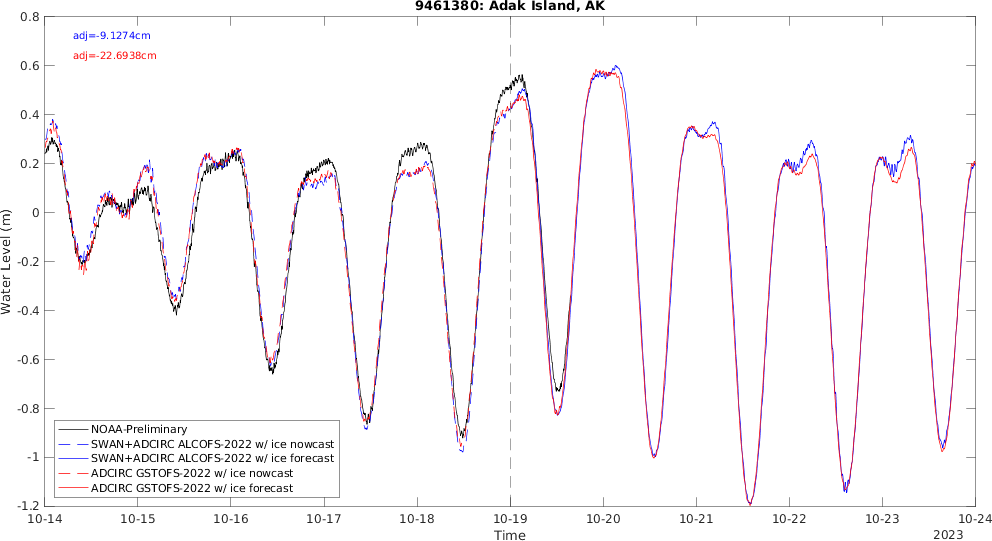 9461380: Adak Island, AK
adj=-9.1274cm
adj=-22.6938cm
0.8
0.6
0.4
0.2
0
-0.2
-0.4
-0.6
-0.8
-1
-1.2
Water Level (m)
NOAA-Preliminary
SWAN+ADCIRC ALCOFS-2022 w/ ice nowcast
SWAN+ADCIRC ALCOFS-2022 w/ ice forecast
ADCIRC GSTOFS-2022 w/ ice nowcast
ADCIRC GSTOFS-2022 w/ ice forecast
10-14 10-15 10-16 10-17 10-18 10-19 10-20 10-21 10-22 10-23 10-24
Time
2023